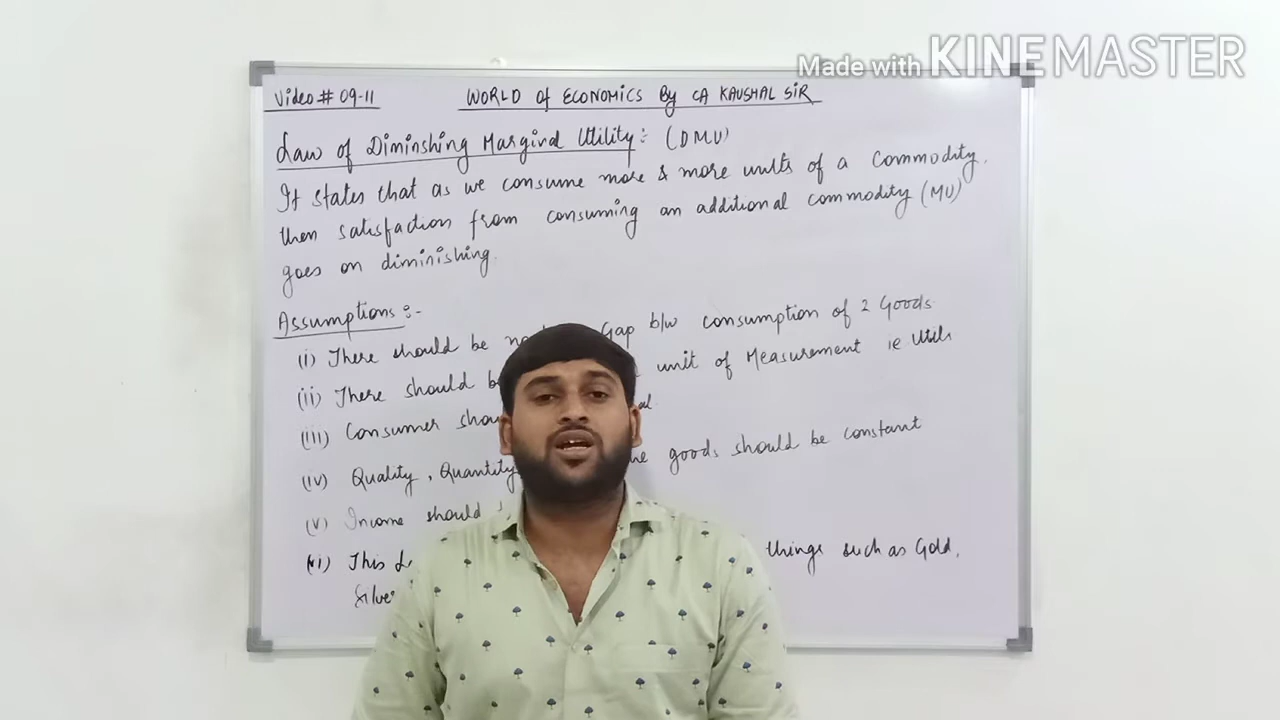 Made with KINEMASTER
Video # 09-11 WORLD Of ECONOMICS By CA KAUSHAL SIR
Law of Diminshing Marginal Utility :- (DMU)
It states that as we consume more & more units of a commodity.
then satisfaction from consuming an additional commodity (MU)
goes on diminishing.
Assumptions :-
(i) There should be no Gap b/w consumption of 2 Goods
(ii) There should unit of Measurement ie Utils
(iii) Consumer
(iv) Quality, Quantity goods should be constant
(v) Income should
(vi) This things such as Gold,